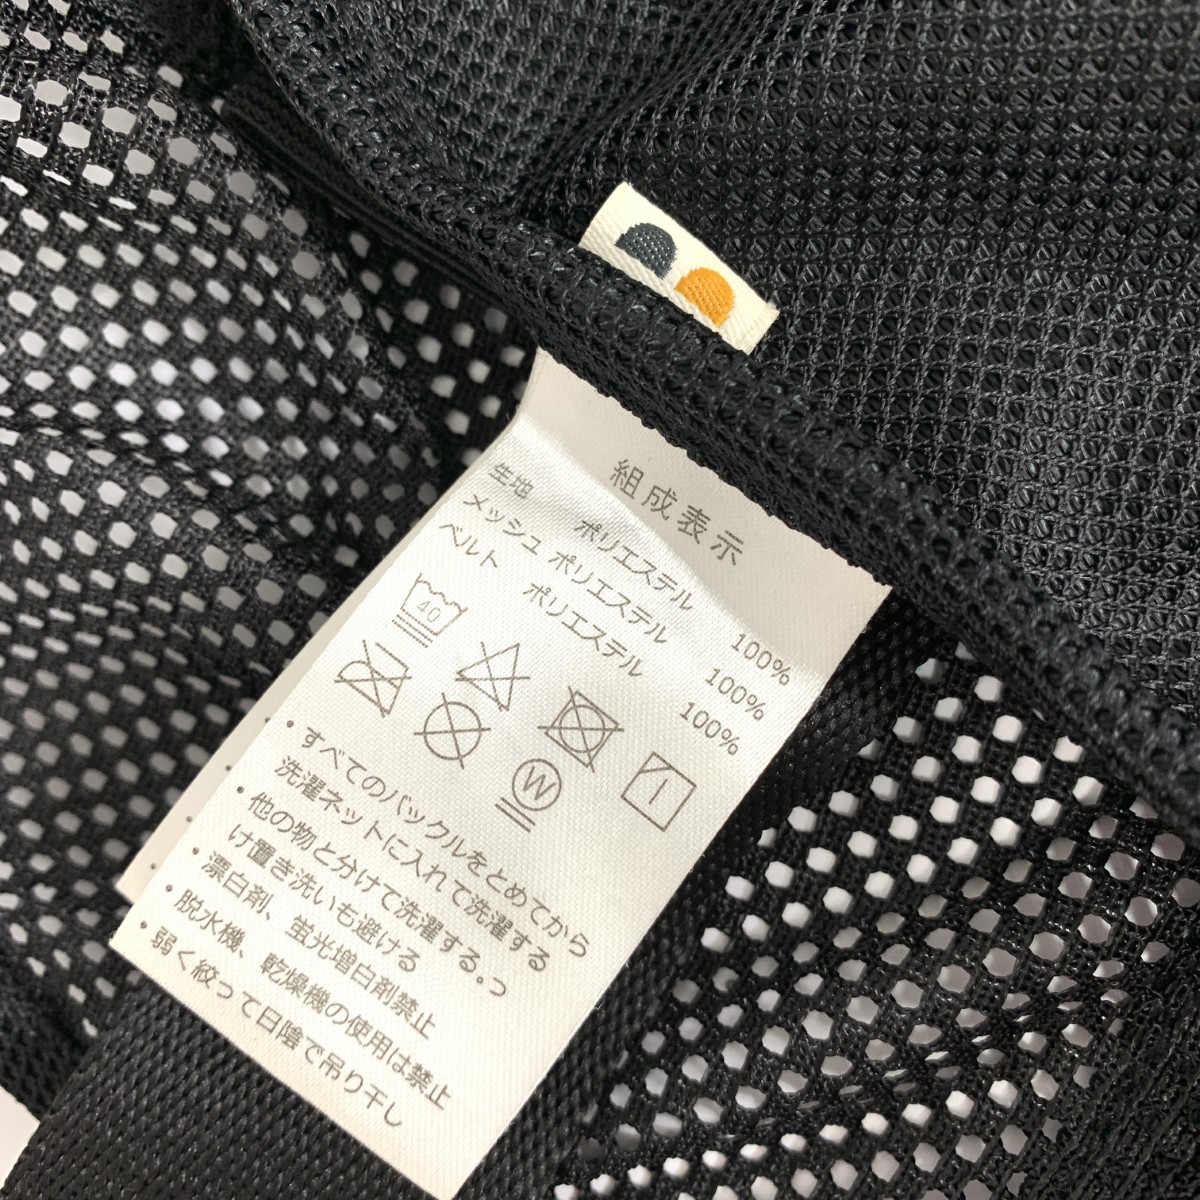 組成表示
生地 ポリエステル 100%
メッシュ ポリエステル 100%
ベルト ポリエステル 100%
40
W
・すべてのバックルをとめてから
洗濯ネットに入れて洗濯する
・他の物と分けて洗濯する。つ
け置き洗いも避ける
・漂白剤、蛍光増白剤禁止
・脱水機、乾燥機の使用は禁止
・弱く絞って日陰で吊り干し